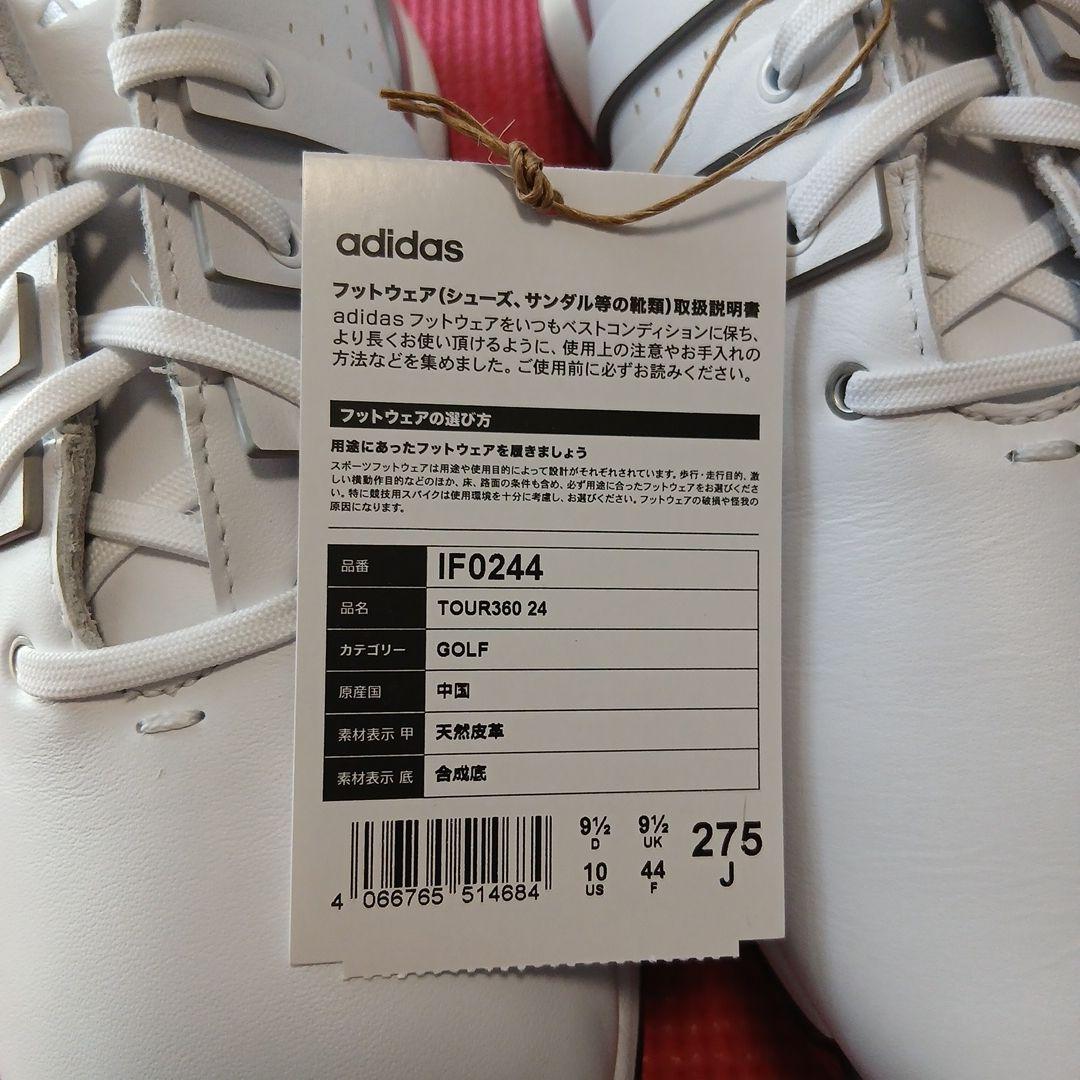 adidas
フットウェア(シューズ、サンダル等の靴類)取扱説明書
adidas フットウェアをいつもベストコンディションに保ち、
より長くお使い頂けるように、使用上の注意やお手入れの
方法などを集めました。ご使用前に必ずお読みください。
フットウェアの選び方
用途にあったフットウェアを履きましょう
スポーツフットウェアは用途や使用目的によって設計がそれぞれされています。歩行・走行目的、激
しい横動作目的などのほか、床、路面の条件も含め、必ず用途に合ったフットウェアをお選びくださ
い。特に競技用スパイクは使用環境を十分に考慮し、お選びください。フットウェアの破損や怪我の
原因になります。
品番 IF0244
品名 TOUR360 24
カテゴリー GOLF
原産国 中国
素材表示 甲 天然皮革
素材表示 底 合成底
9½ 9½ 275
D UK J
10 44
US F
4 066765 514684